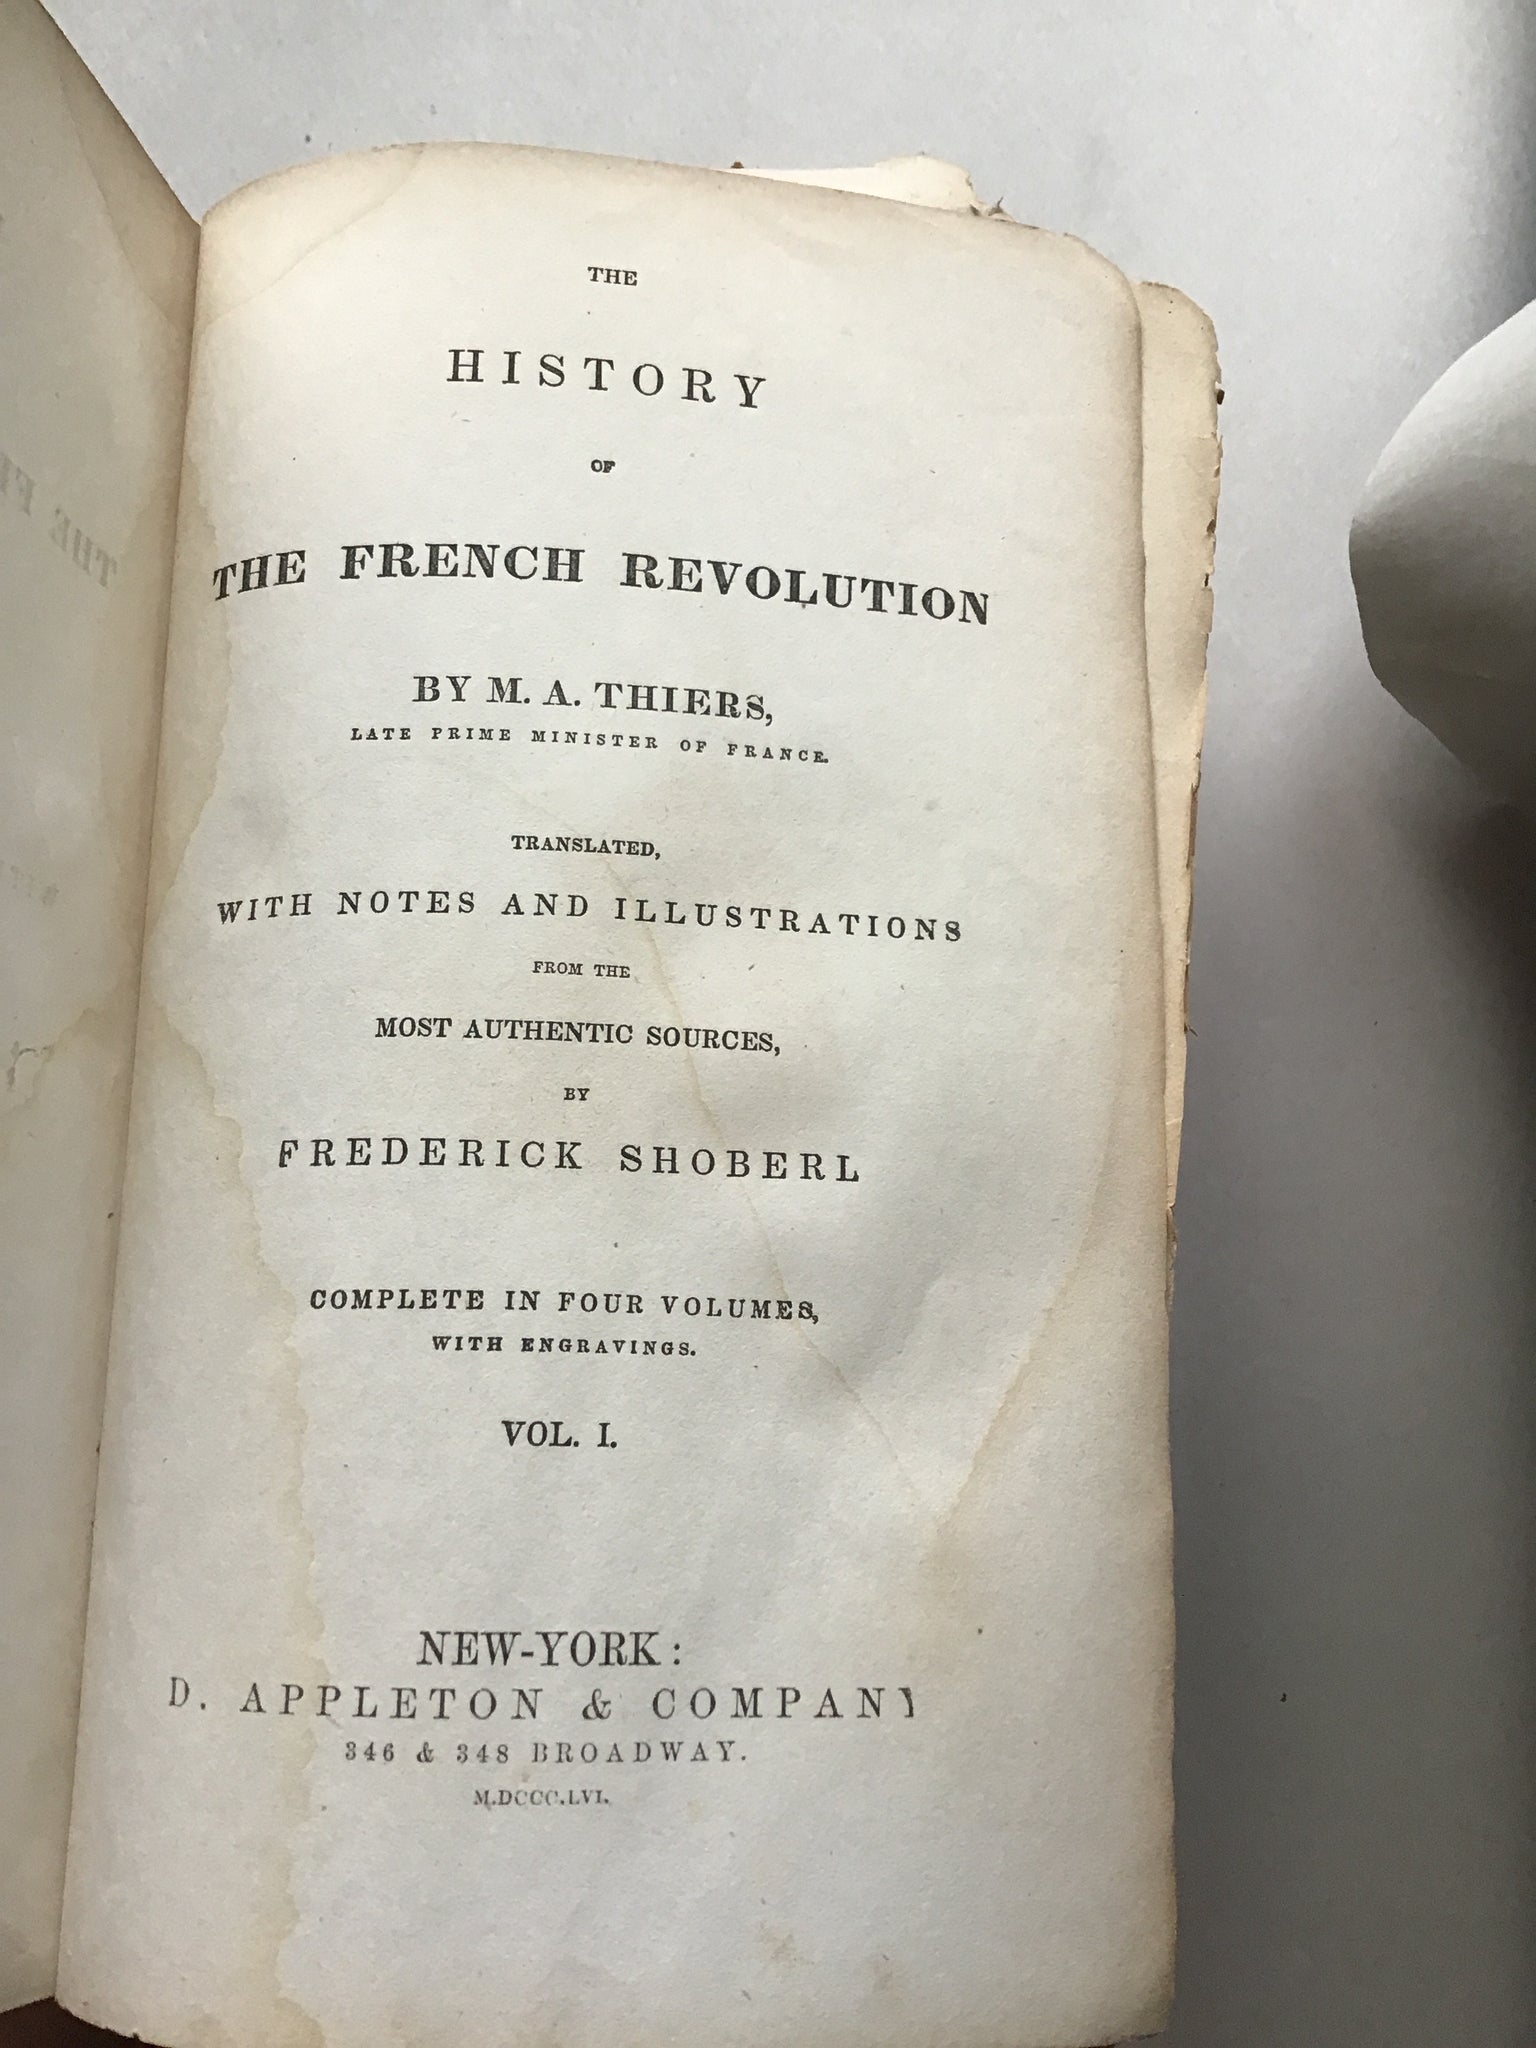 THE
HISTORY
OF
THE FRENCH REVOLUTION
BY M. A. THIERS,
LATE PRIME MINISTER OF FRANCE.
TRANSLATED,
WITH NOTES AND ILLUSTRATIONS
FROM THE
MOST AUTHENTIC SOURCES,
BY
FREDERICK SHOBERL
COMPLETE IN FOUR VOLUMES,
WITH ENGRAVINGS.
VOL. I.
NEW-YORK:
D. APPLETON & COMPANY
346 & 348 BROADWAY.
M.DCCC.LVI.